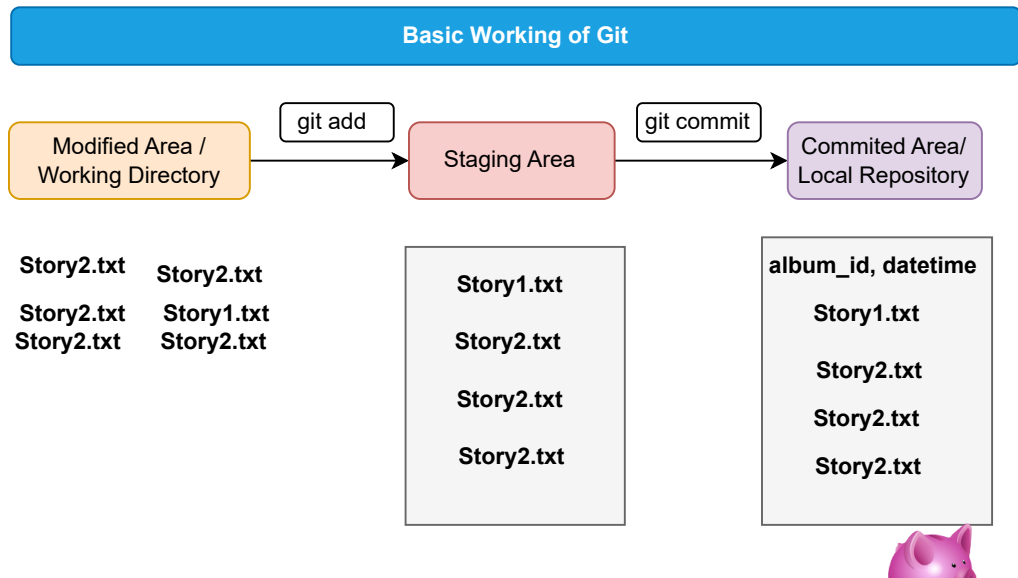 Basic Working of Git
Modified Area /
Working Directory
git add
Staging Area
git commit
Commited Area/
Local Repository
Story2.txt
Story2.txt
Story2.txt
Story1.txt
Story2.txt
Story2.txt
Story1.txt
Story2.txt
Story2.txt
Story2.txt
album_id, datetime
Story1.txt
Story2.txt
Story2.txt
Story2.txt